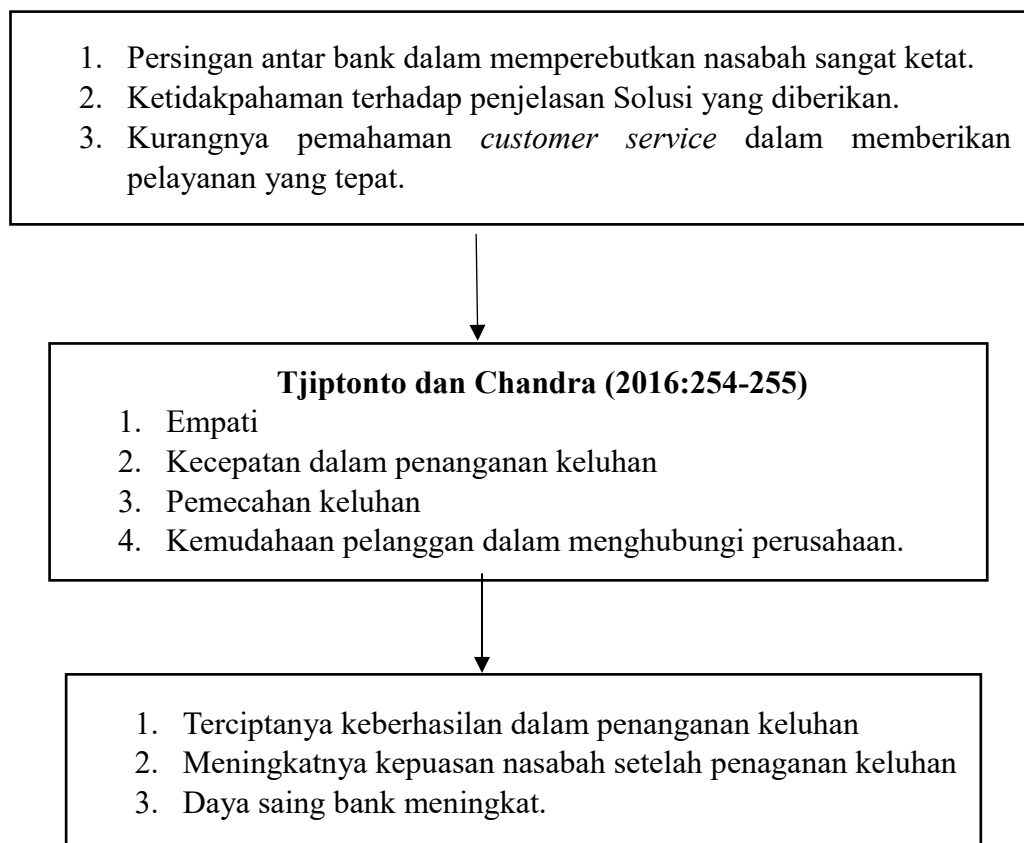 1. Persingan antar bank dalam memperebutkan nasabah sangat ketat.
2. Ketidakpahaman terhadap penjelasan Solusi yang diberikan.
3. Kurangnya pemahaman customer service dalam memberikan
pelayanan yang tepat.
Tjiptonto dan Chandra (2016:254-255)
1. Empati
2. Kecepatan dalam penanganan keluhan
3. Pemecahan keluhan
4. Kemudahaan pelanggan dalam menghubungi perusahaan.
1. Terciptanya keberhasilan dalam penanganan keluhan
2. Meningkatnya kepuasan nasabah setelah penaganan keluhan
3. Daya saing bank meningkat.